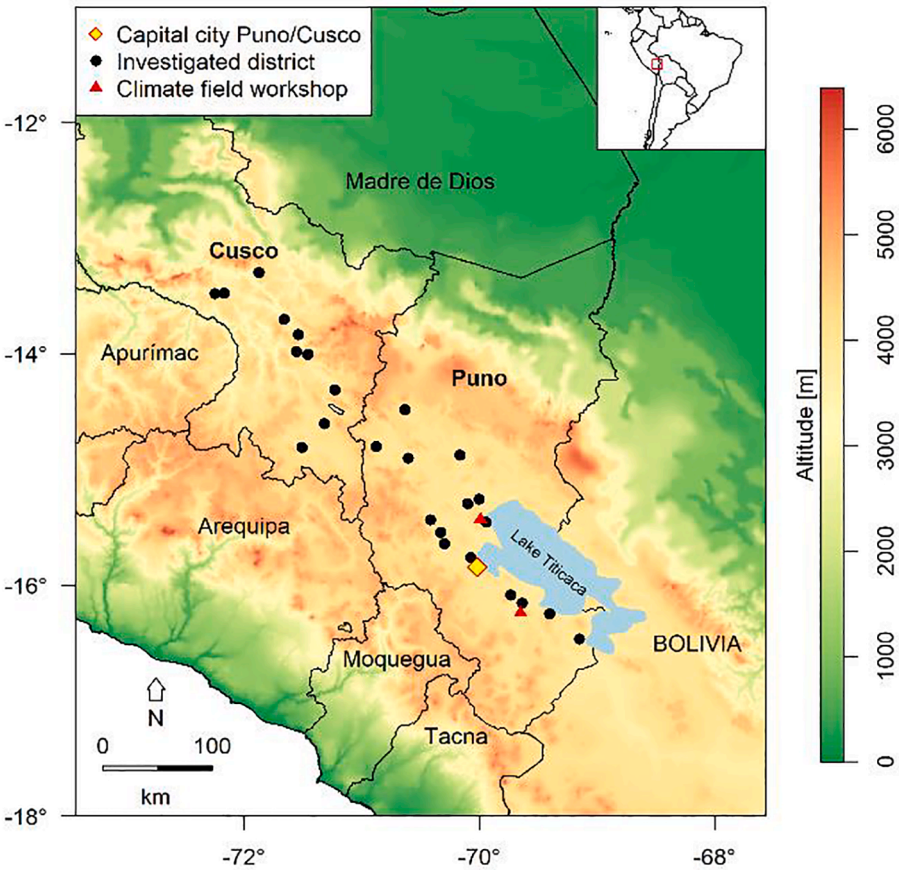 Capital city Puno/Cusco
Investigated district
Climate field workshop
-12°
Madre de Dios
Cusco
-14°
Apurímac
Puno
Arequipa
Lake Titicaca
-16°
BOLIVIA
Moquegua
N
Tacna
0 100
km
-18°
-72° -70° -68°
Altitude [m]
6000
5000
4000
3000
2000
1000
0